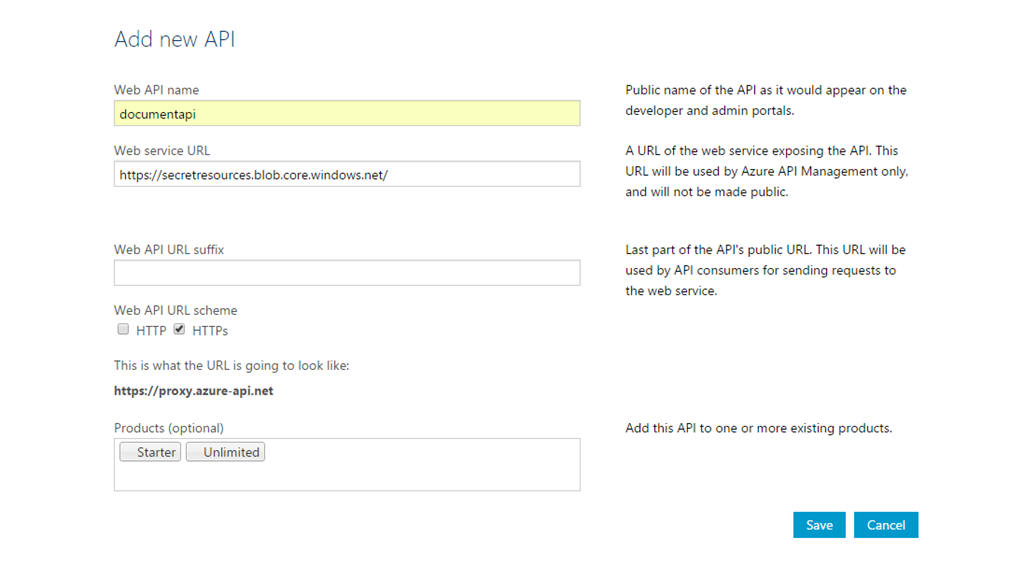 Add new API
Web API name
documentapi
Public name of the API as it would appear on the
developer and admin portals.
Web service URL
https://secretresources.blob.core.windows.net/
A URL of the web service exposing the API. This
URL will be used by Azure API Management only,
and will not be made public.
Web API URL suffix
Last part of the API's public URL. This URL will be
used by API consumers for sending requests to
the web service.
Web API URL scheme
HTTP HTTPs
This is what the URL is going to look like:
https://proxy.azure-api.net
Products (optional)
Starter Unlimited
Add this API to one or more existing products.
Save Cancel